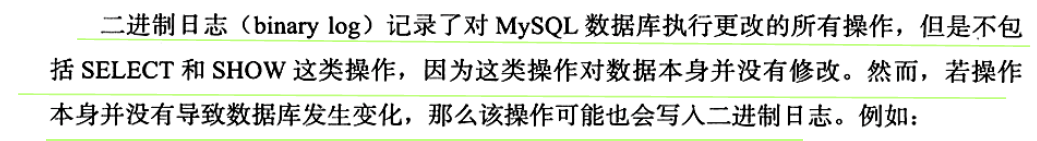 二进制日志（binary log）记录了对 MySQL 数据库执行更改的所有操作，但是不包
括 SELECT 和 SHOW 这类操作，因为这类操作对数据本身并没有修改。然而，若操作
本身并没有导致数据库发生变化，那么该操作可能也会写入二进制日志。例如：